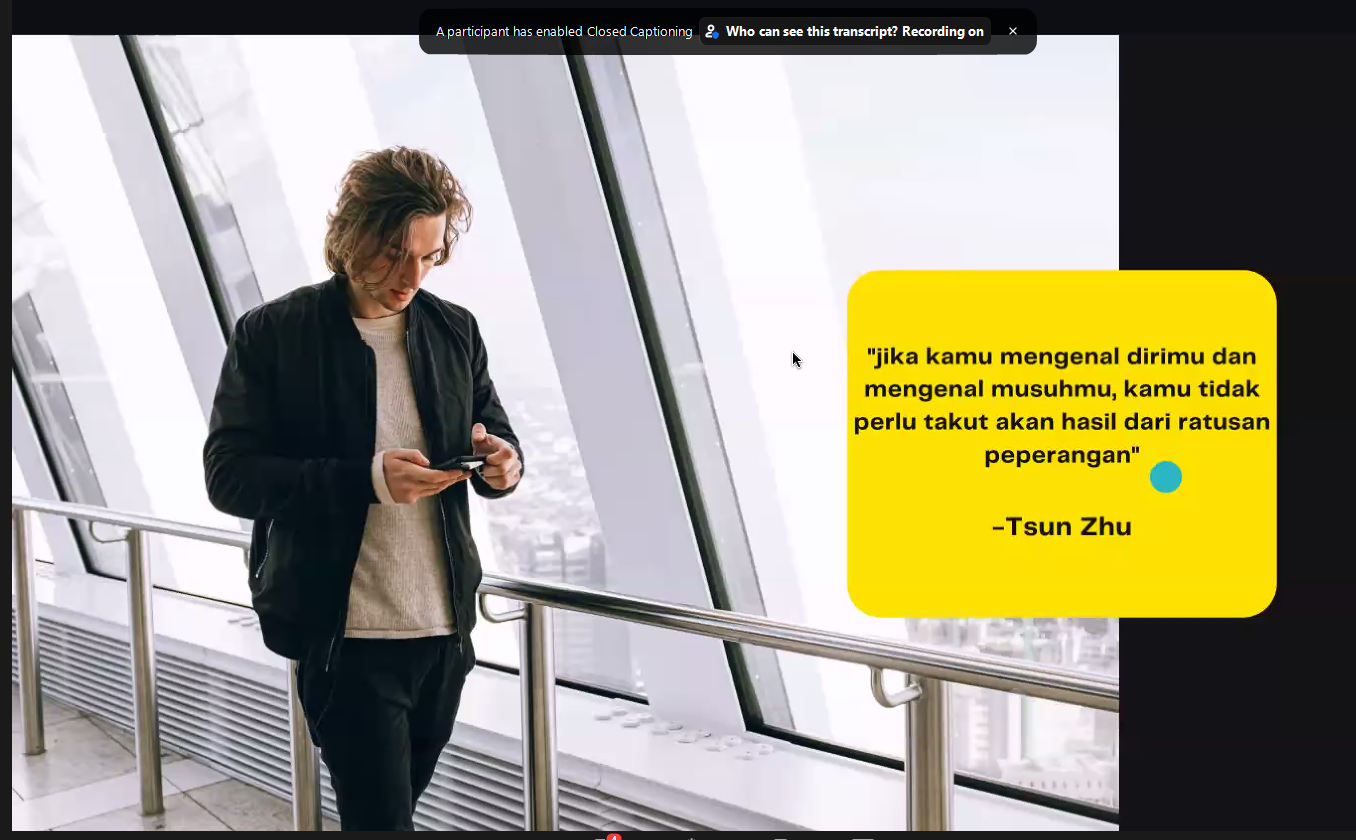 A participant has enabled Closed Captioning Who can see this transcript? Recording on
"jika kamu mengenal dirimu dan
mengenal musuhmu, kamu tidak
perlu takut akan hasil dari ratusan
peperangan"
-Tsun Zhu